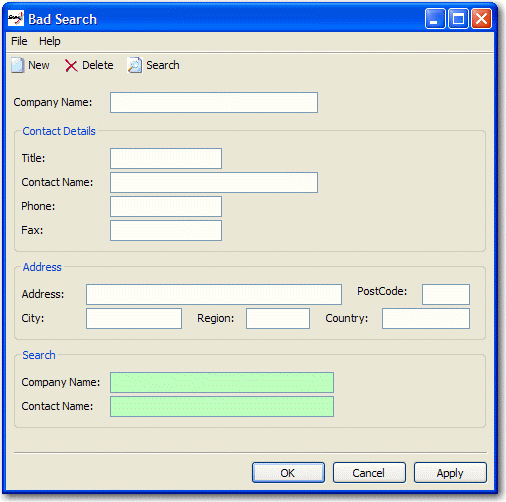 Bad Search
File Help
New Delete Search
Company Name:
Contact Details
Title:
Contact Name:
Phone:
Fax:
Address
Address: PostCode:
City: Region: Country:
Search
Company Name:
Contact Name:
OK Cancel Apply